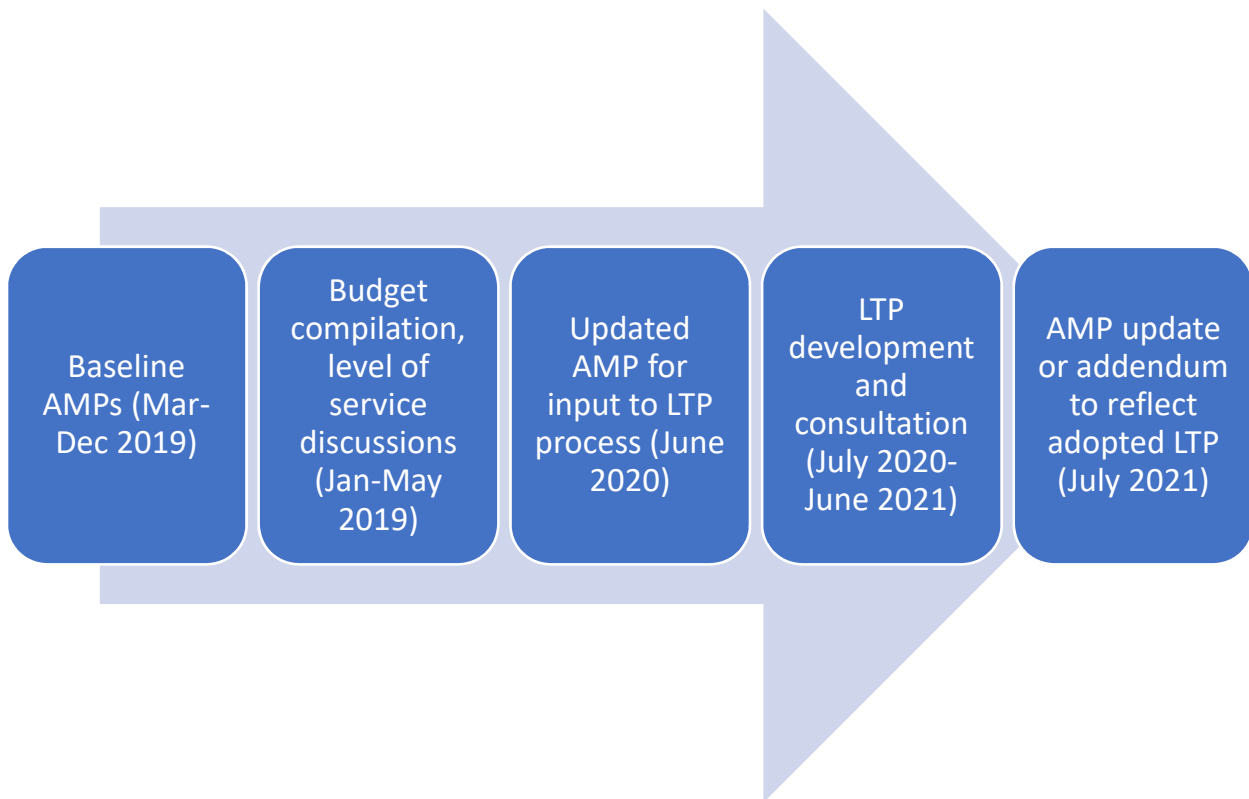 Baseline
AMPs (Mar-
Dec 2019)
Budget
compilation,
level of
service
discussions
(Jan-May
2019)
Updated
AMP for
input to LTP
process (June
2020)
LTP
development
and
consultation
(July 2020-
June 2021)
AMP update
or addendum
to reflect
adopted LTP
(July 2021)